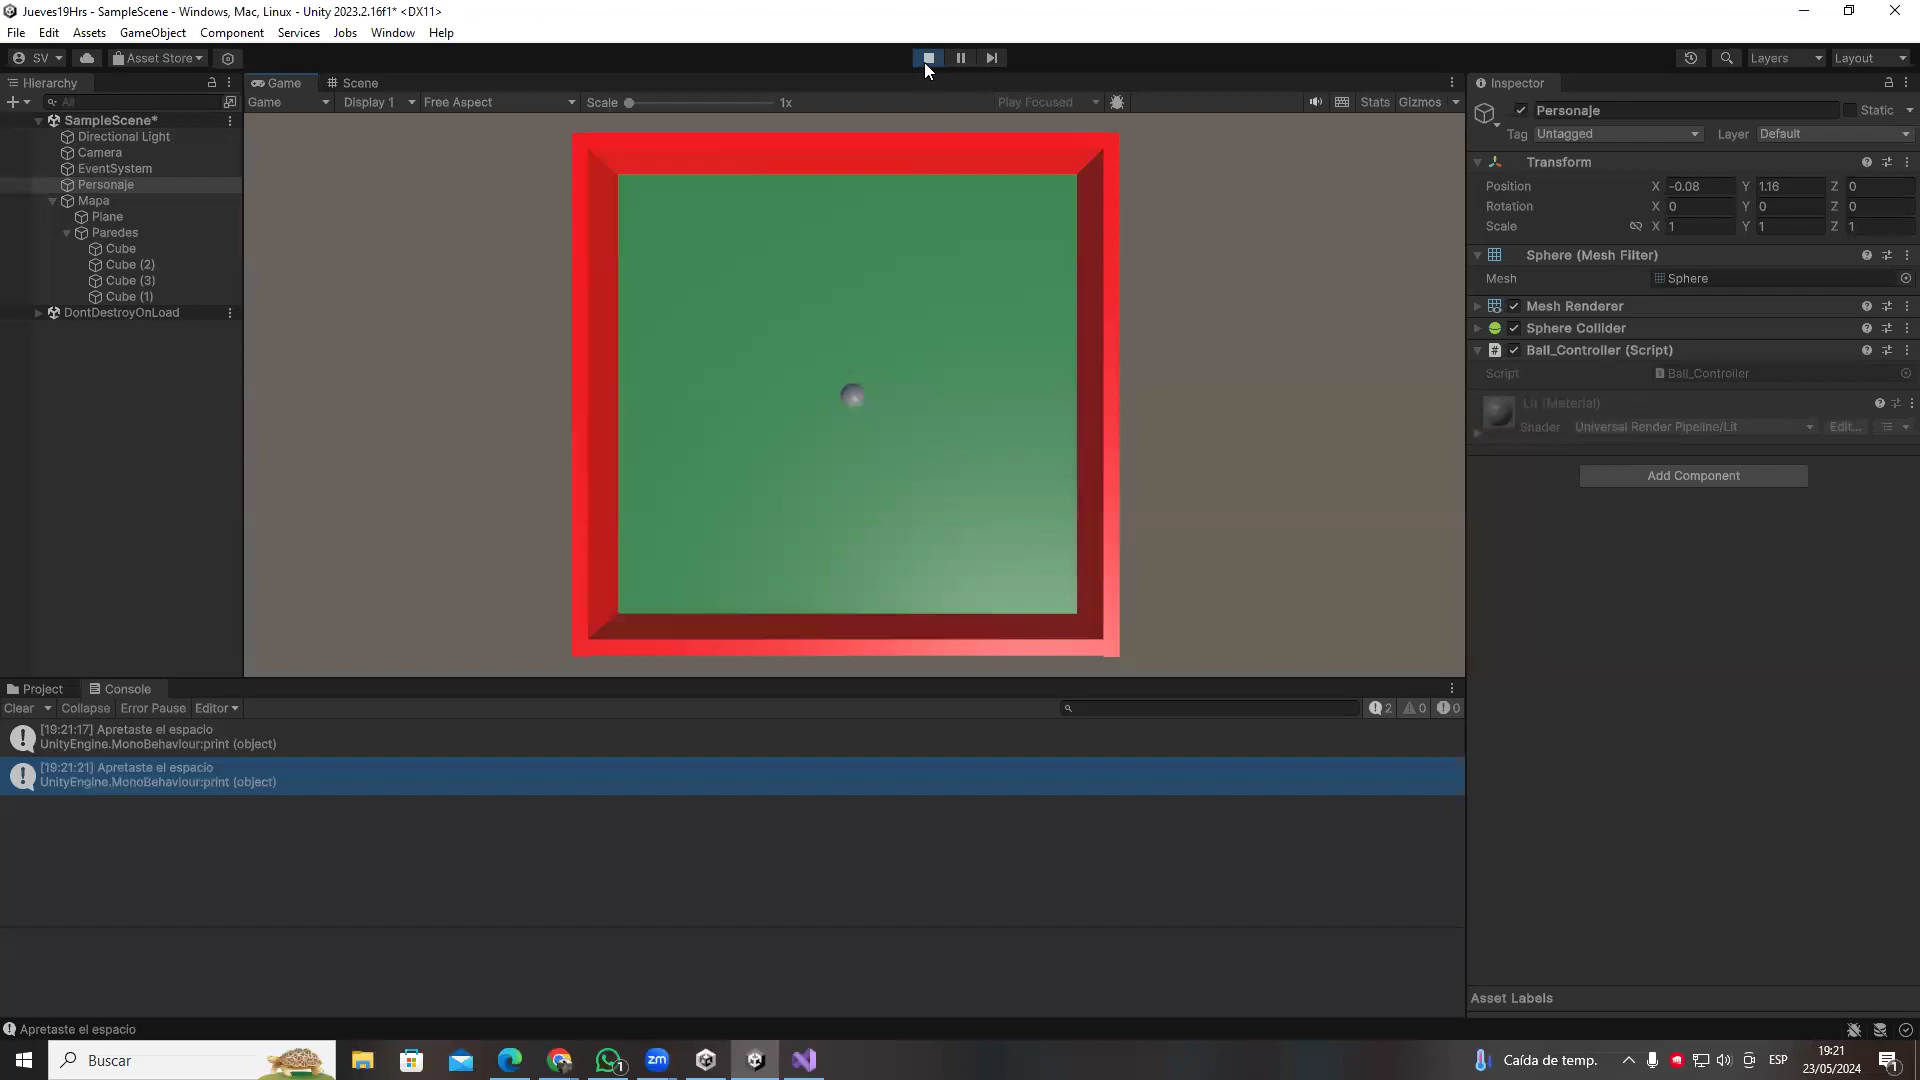 Jueves19Hrs - SampleScene - Windows, Mac, Linux - Unity 2023.2.16f1* <DX11>
File Edit Assets GameObject Component Services Jobs Window Help
SV Asset Store Layers Layout
Hierarchy Game Scene Inspector
All Game Display 1 Free Aspect Scale 1x Play Focused Stats Gizmos
SampleScene*
Directional Light
Camera
EventSystem
Personaje
Mapa
Plane
Paredes
Cube
Cube (2)
Cube (3)
Cube (1)
DontDestroyOnLoad
Personaje Static
Tag Untagged Layer Default
Transform
Position X -0.08 Y 1.16 Z 0
Rotation X 0 Y 0 Z 0
Scale X 1 Y 1 Z 1
Sphere (Mesh Filter)
Mesh Sphere
Mesh Renderer
Sphere Collider
Ball_Controller (Script)
Script Ball_Controller
Lit (Material)
Shader Universal Render Pipeline/Lit Edit...
Add Component
Asset Labels
Project Console
Clear Collapse Error Pause Editor 2 0 0
[19:21:17] Apretaste el espacio
UnityEngine.MonoBehaviour:print (object)
[19:21:21] Apretaste el espacio
UnityEngine.MonoBehaviour:print (object)
Apretaste el espacio
Buscar 1 zm Caída de temp. ESP 19:21
23/05/2024 1